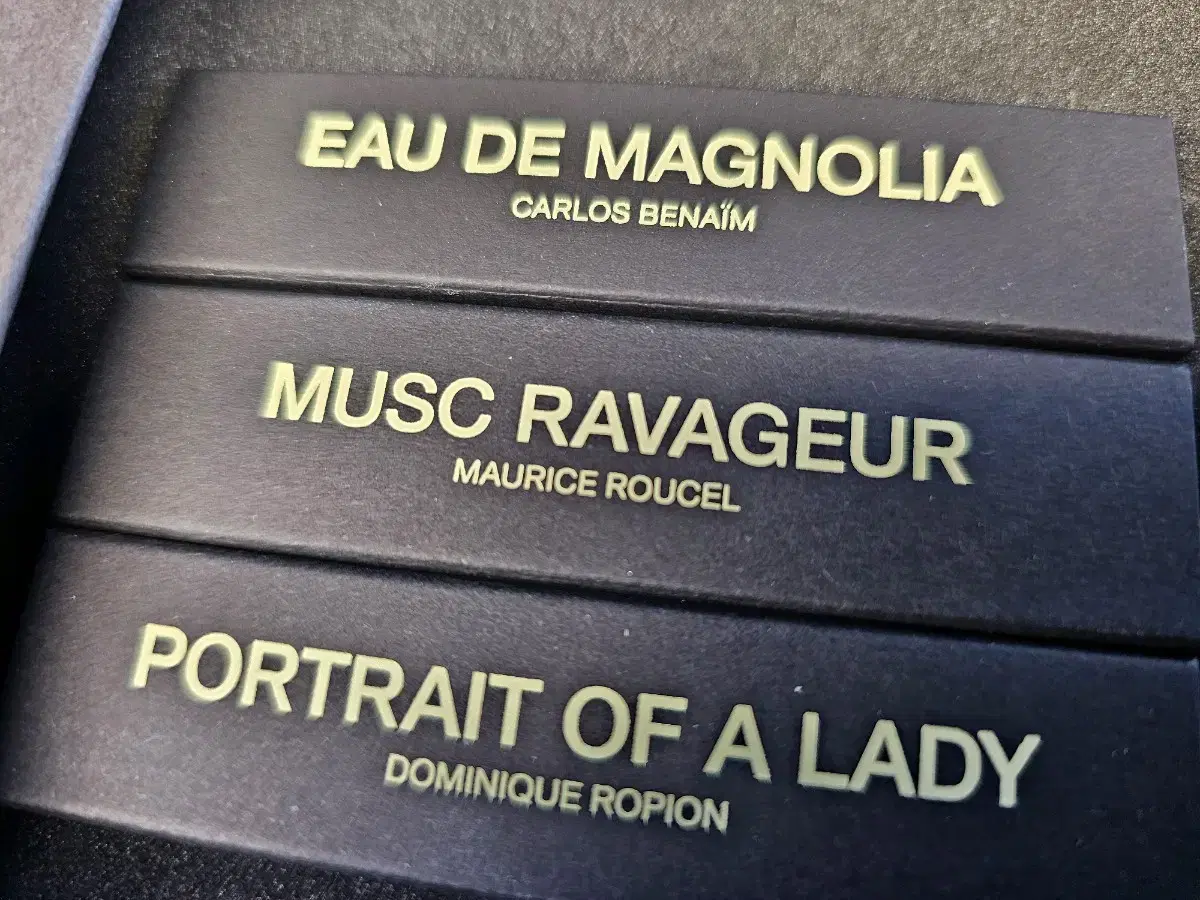 EAU DE MAGNOLIA
CARLOS BENAÏM
MUSC RAVAGEUR
MAURICE ROUCEL
PORTRAIT OF A LADY
DOMINIQUE ROPION